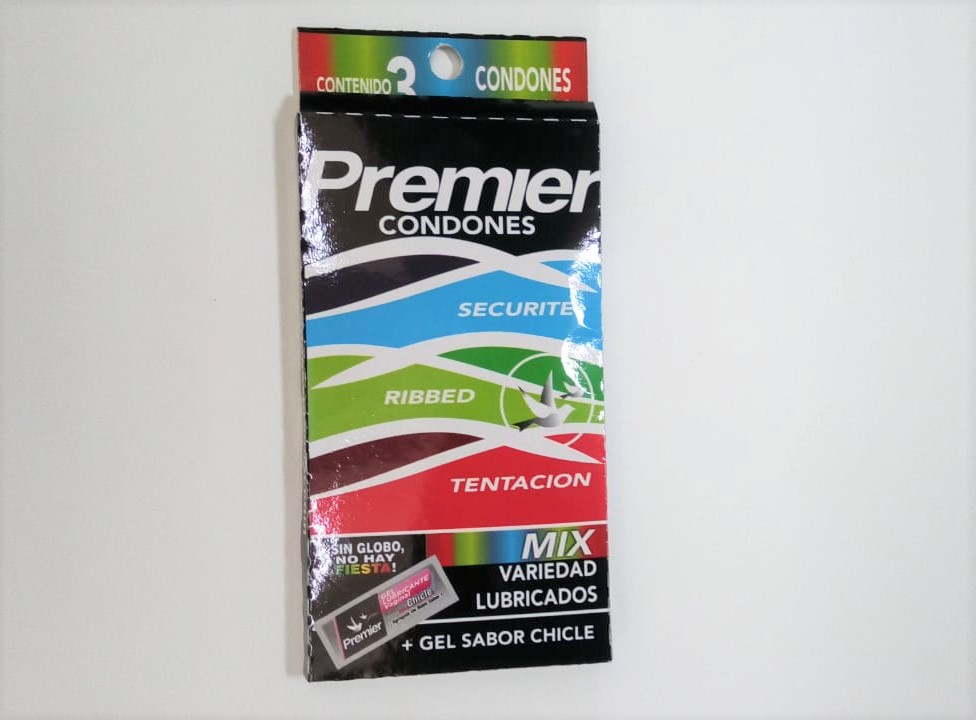 CONTENIDO 3 CONDONES
Premier
CONDONES
SECURITE
RIBBED
TENTACION
SIN GLOBO,
NO HAY
FIESTA!
MIX
VARIEDAD
LUBRICADOS
GEL
LUBRICANTE
Vaginal
Chicle
Premier
+ GEL SABOR CHICLE